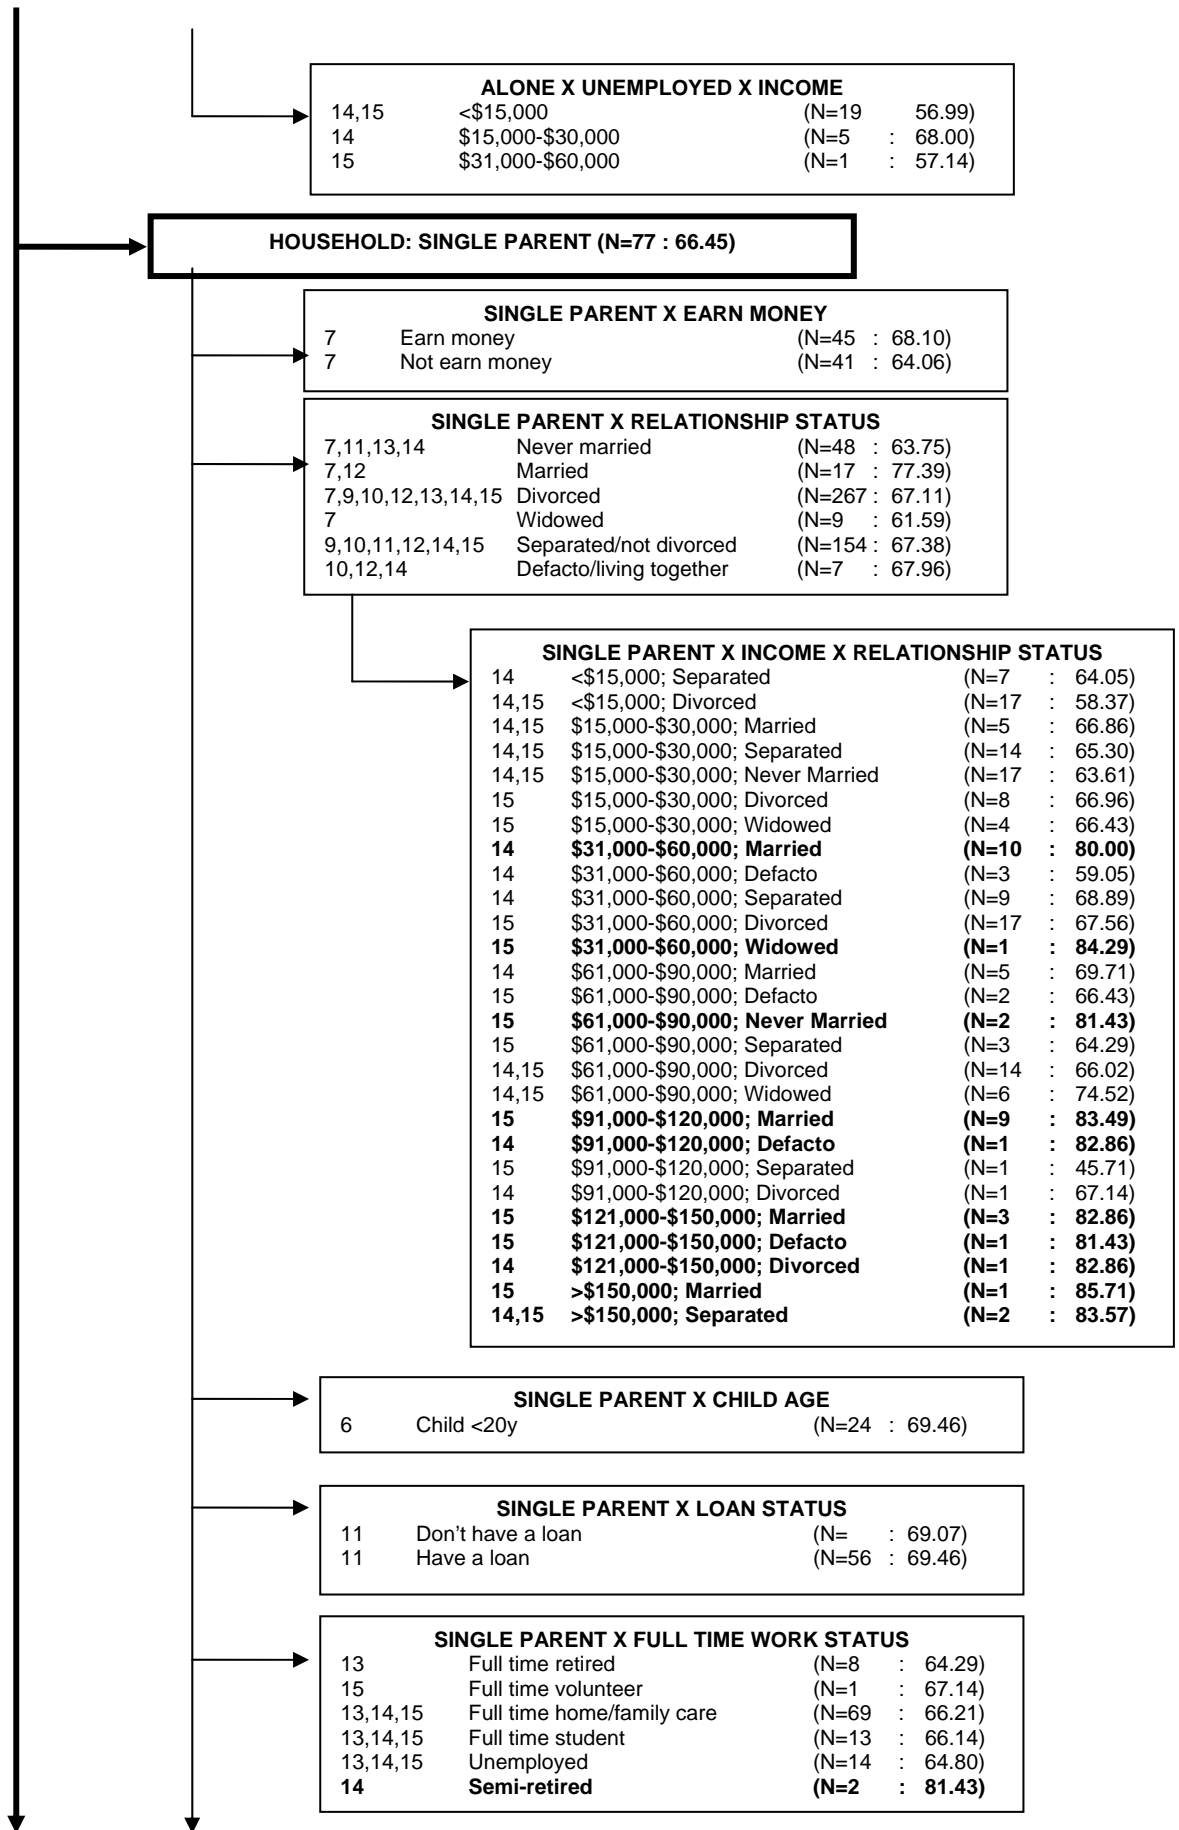 ALONE X UNEMPLOYED X INCOME
14,15 <$15,000 (N=19 56.99)
14 $15,000-$30,000 (N=5 : 68.00)
15 $31,000-$60,000 (N=1 : 57.14)
HOUSEHOLD: SINGLE PARENT (N=77 : 66.45)
SINGLE PARENT X EARN MONEY
7 Earn money (N=45 : 68.10)
7 Not earn money (N=41 : 64.06)
SINGLE PARENT X RELATIONSHIP STATUS
7,11,13,14 Never married (N=48 : 63.75)
7,12 Married (N=17 : 77.39)
7,9,10,12,13,14,15 Divorced (N=267 : 67.11)
7 Widowed (N=9 : 61.59)
9,10,11,12,14,15 Separated/not divorced (N=154 : 67.38)
10,12,14 Defacto/living together (N=7 : 67.96)
SINGLE PARENT X INCOME X RELATIONSHIP STATUS
14 <$15,000; Separated (N=7 : 64.05)
14,15 <$15,000; Divorced (N=17 : 58.37)
14,15 $15,000-$30,000; Married (N=5 : 66.86)
14,15 $15,000-$30,000; Separated (N=14 : 65.30)
14,15 $15,000-$30,000; Never Married (N=17 : 63.61)
15 $15,000-$30,000; Divorced (N=8 : 66.96)
15 $15,000-$30,000; Widowed (N=4 : 66.43)
14 $31,000-$60,000; Married (N=10 : 80.00)
14 $31,000-$60,000; Defacto (N=3 : 59.05)
14 $31,000-$60,000; Separated (N=9 : 68.89)
15 $31,000-$60,000; Divorced (N=17 : 67.56)
15 $31,000-$60,000; Widowed (N=1 : 84.29)
14 $61,000-$90,000; Married (N=5 : 69.71)
15 $61,000-$90,000; Defacto (N=2 : 66.43)
15 $61,000-$90,000; Never Married (N=2 : 81.43)
15 $61,000-$90,000; Separated (N=3 : 64.29)
14,15 $61,000-$90,000; Divorced (N=14 : 66.02)
14,15 $61,000-$90,000; Widowed (N=6 : 74.52)
15 $91,000-$120,000; Married (N=9 : 83.49)
14 $91,000-$120,000; Defacto (N=1 : 82.86)
15 $91,000-$120,000; Separated (N=1 : 45.71)
14 $91,000-$120,000; Divorced (N=1 : 67.14)
15 $121,000-$150,000; Married (N=3 : 82.86)
15 $121,000-$150,000; Defacto (N=1 : 81.43)
14 $121,000-$150,000; Divorced (N=1 : 82.86)
15 >$150,000; Married (N=1 : 85.71)
14,15 >$150,000; Separated (N=2 : 83.57)
SINGLE PARENT X CHILD AGE
6 Child <20y (N=24 : 69.46)
SINGLE PARENT X LOAN STATUS
11 Don't have a loan (N= : 69.07)
11 Have a loan (N=56 : 69.46)
SINGLE PARENT X FULL TIME WORK STATUS
13 Full time retired (N=8 : 64.29)
15 Full time volunteer (N=1 : 67.14)
13,14,15 Full time home/family care (N=69 : 66.21)
13,14,15 Full time student (N=13 : 66.14)
13,14,15 Unemployed (N=14 : 64.80)
14 Semi-retired (N=2 : 81.43)